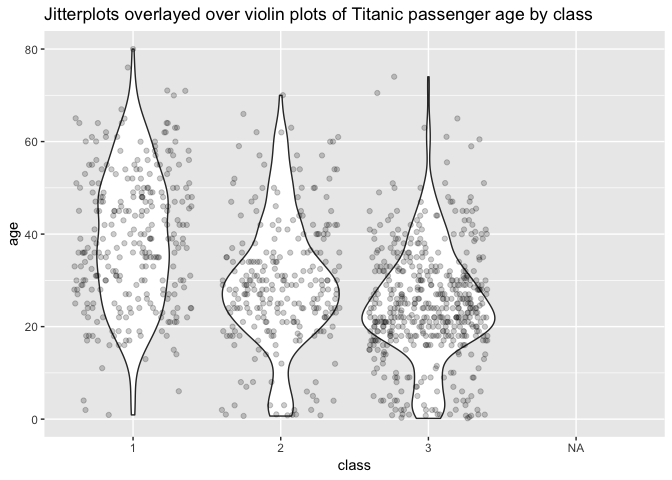 Jitterplots overlayed over violin plots of Titanic passenger age by class
80
60
40
20
0
age
1 2 3 NA
class